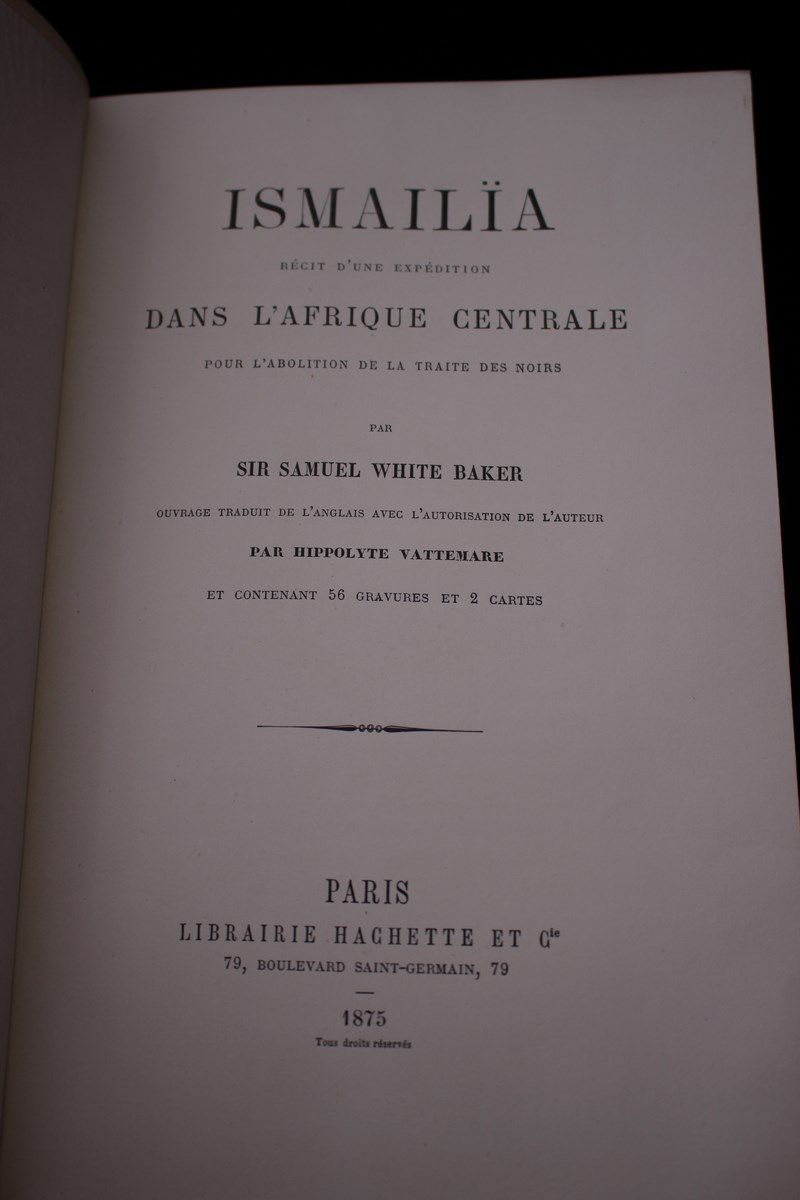 ISMAILÏA
RÉCIT D'UNE EXPÉDITION
DANS L'AFRIQUE CENTRALE
POUR L'ABOLITION DE LA TRAITE DES NOIRS
PAR
SIR SAMUEL WHITE BAKER
OUVRAGE TRADUIT DE L'ANGLAIS AVEC L'AUTORISATION DE L'AUTEUR
PAR HIPPOLYTE VATTEMARE
ET CONTENANT 56 GRAVURES ET 2 CARTES
PARIS
LIBRAIRIE HACHETTE ET Cie
79, BOULEVARD SAINT-GERMAIN, 79
1875
Tous droits réservés